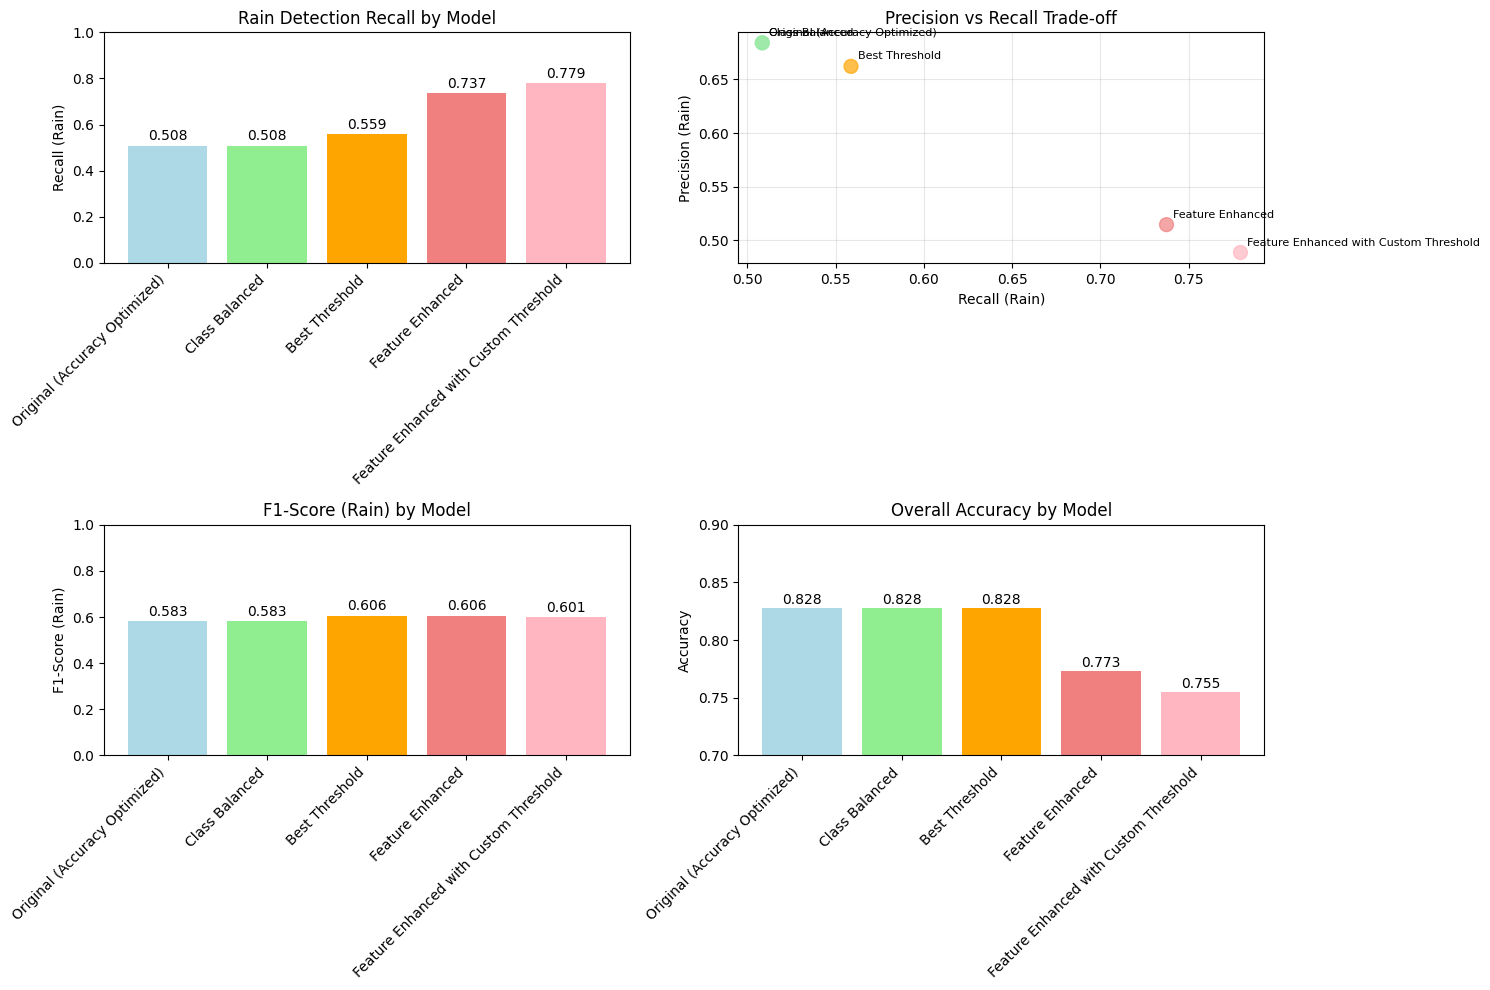 Rain Detection Recall by Model
Recall (Rain)
1.0
0.8
0.6
0.4
0.2
0.0
0.508
0.508
0.559
0.737
0.779
Original (Accuracy Optimized)
Class Balanced
Best Threshold
Feature Enhanced
Feature Enhanced with Custom Threshold
Precision vs Recall Trade-off
Precision (Rain)
0.65
0.60
0.55
0.50
Original (Accuracy Optimized)
Class Balanced
Best Threshold
Feature Enhanced
Feature Enhanced with Custom Threshold
0.50
0.55
0.60
0.65
0.70
0.75
Recall (Rain)
F1-Score (Rain) by Model
F1-Score (Rain)
1.0
0.8
0.6
0.4
0.2
0.0
0.583
0.583
0.606
0.606
0.601
Original (Accuracy Optimized)
Class Balanced
Best Threshold
Feature Enhanced
Feature Enhanced with Custom Threshold
Overall Accuracy by Model
Accuracy
0.90
0.85
0.80
0.75
0.70
0.828
0.828
0.828
0.773
0.755
Original (Accuracy Optimized)
Class Balanced
Best Threshold
Feature Enhanced
Feature Enhanced with Custom Threshold